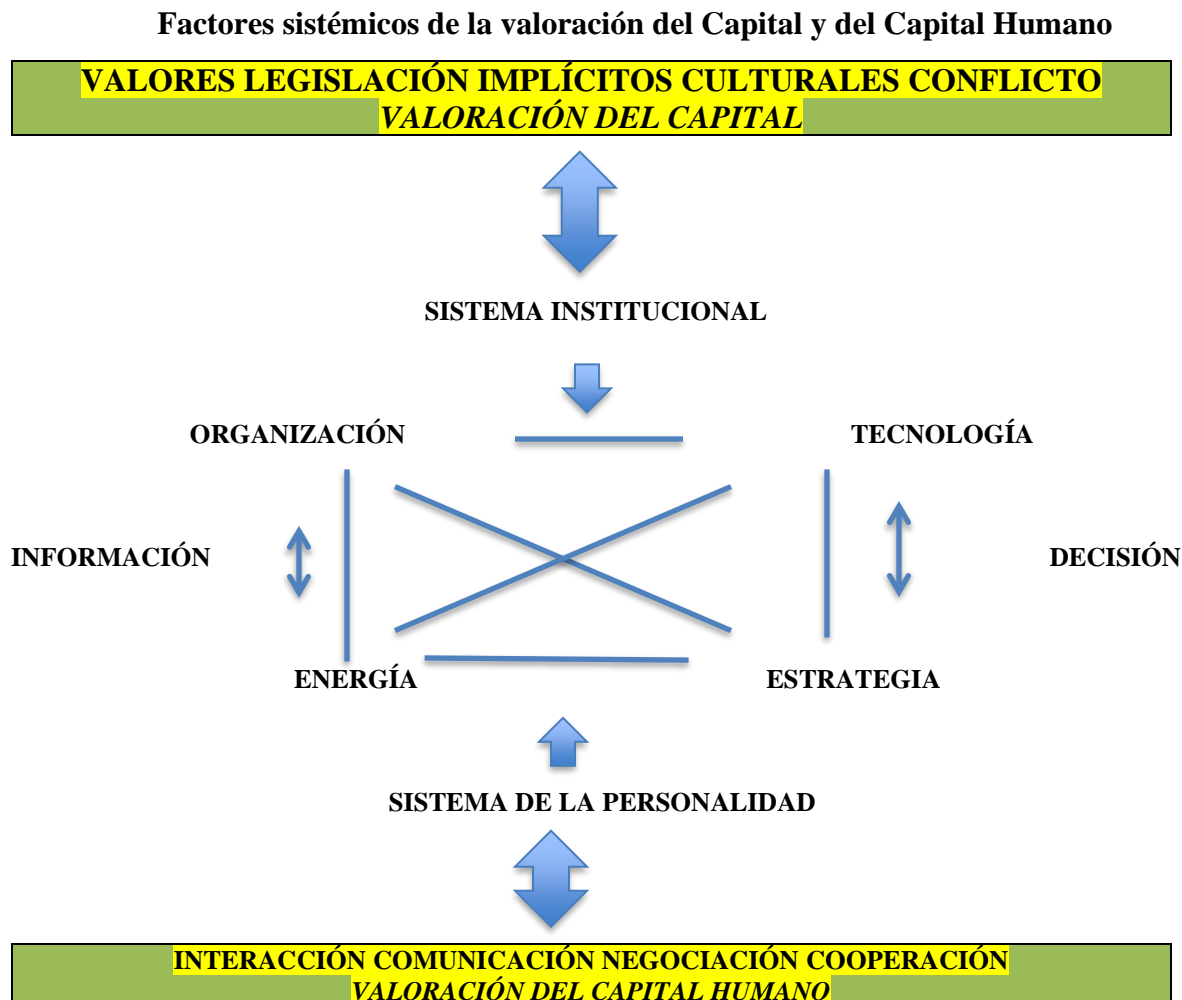 Factores sistémicos de la valoración del Capital y del Capital Humano
VALORES LEGISLACIÓN IMPLÍCITOS CULTURALES CONFLICTO
VALORACIÓN DEL CAPITAL
SISTEMA INSTITUCIONAL
ORGANIZACIÓN
TECNOLOGÍA
INFORMACIÓN
DECISIÓN
ENERGÍA
ESTRATEGIA
SISTEMA DE LA PERSONALIDAD
INTERACCIÓN COMUNICACIÓN NEGOCIACIÓN COOPERACIÓN
VALORACIÓN DEL CAPITAL HUMANO